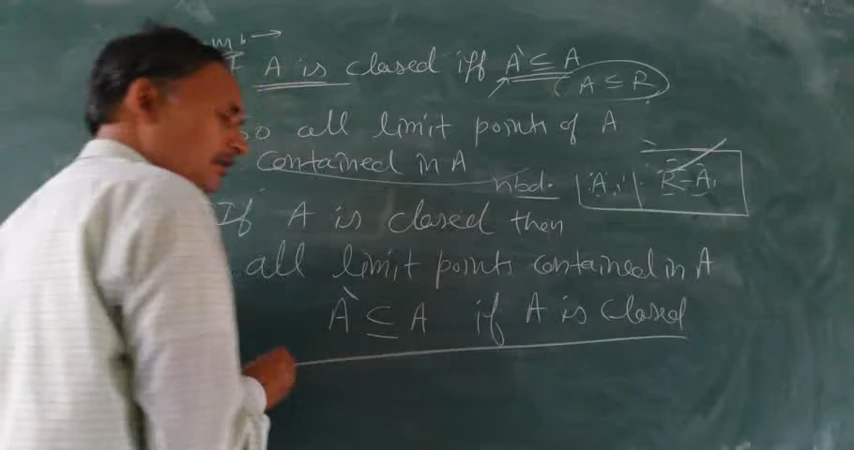 A is closed iff A` ⊆ A
(A ⊆ R)
so all limit points of A
contained in A
nbd. A, R-A,
If A is closed then
all limit points contained in A
A` ⊆ A if A is closed